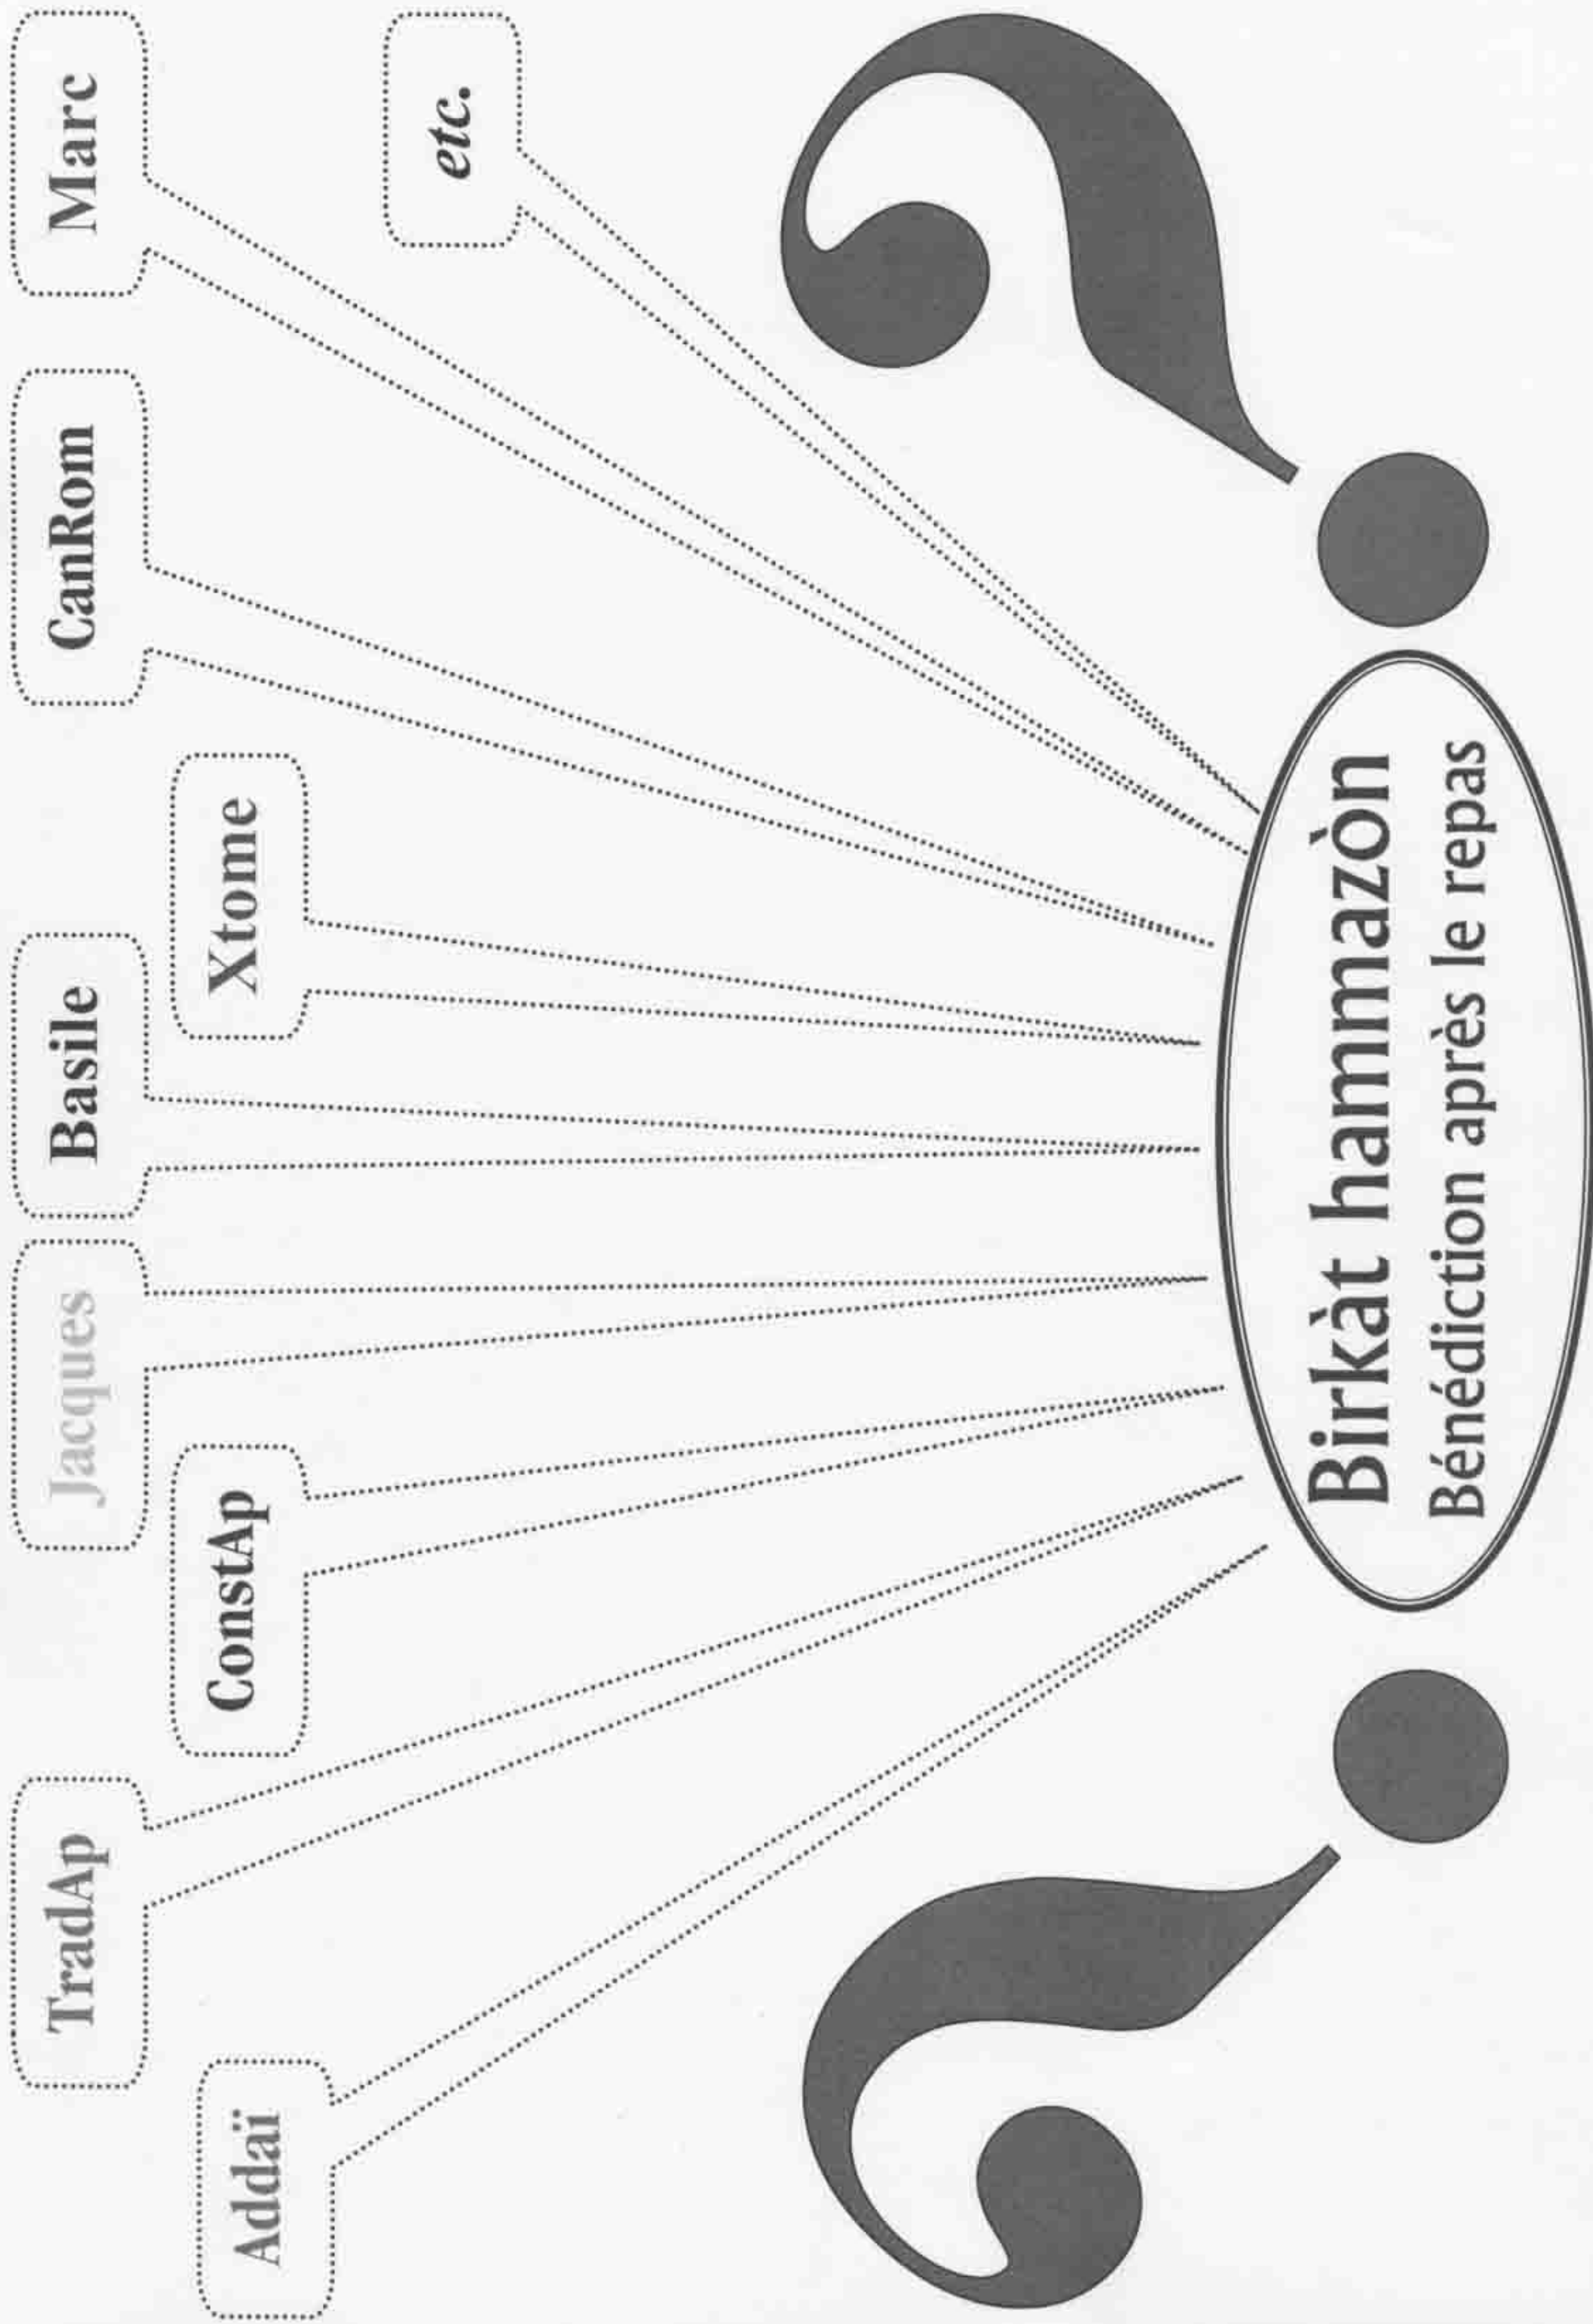 Addaï
TradAp
ConstAp
Jacques
Basile
Xtome
CanRom
Marc
etc.
?
Birkàt hammazòn
Bénédiction après le repas
?